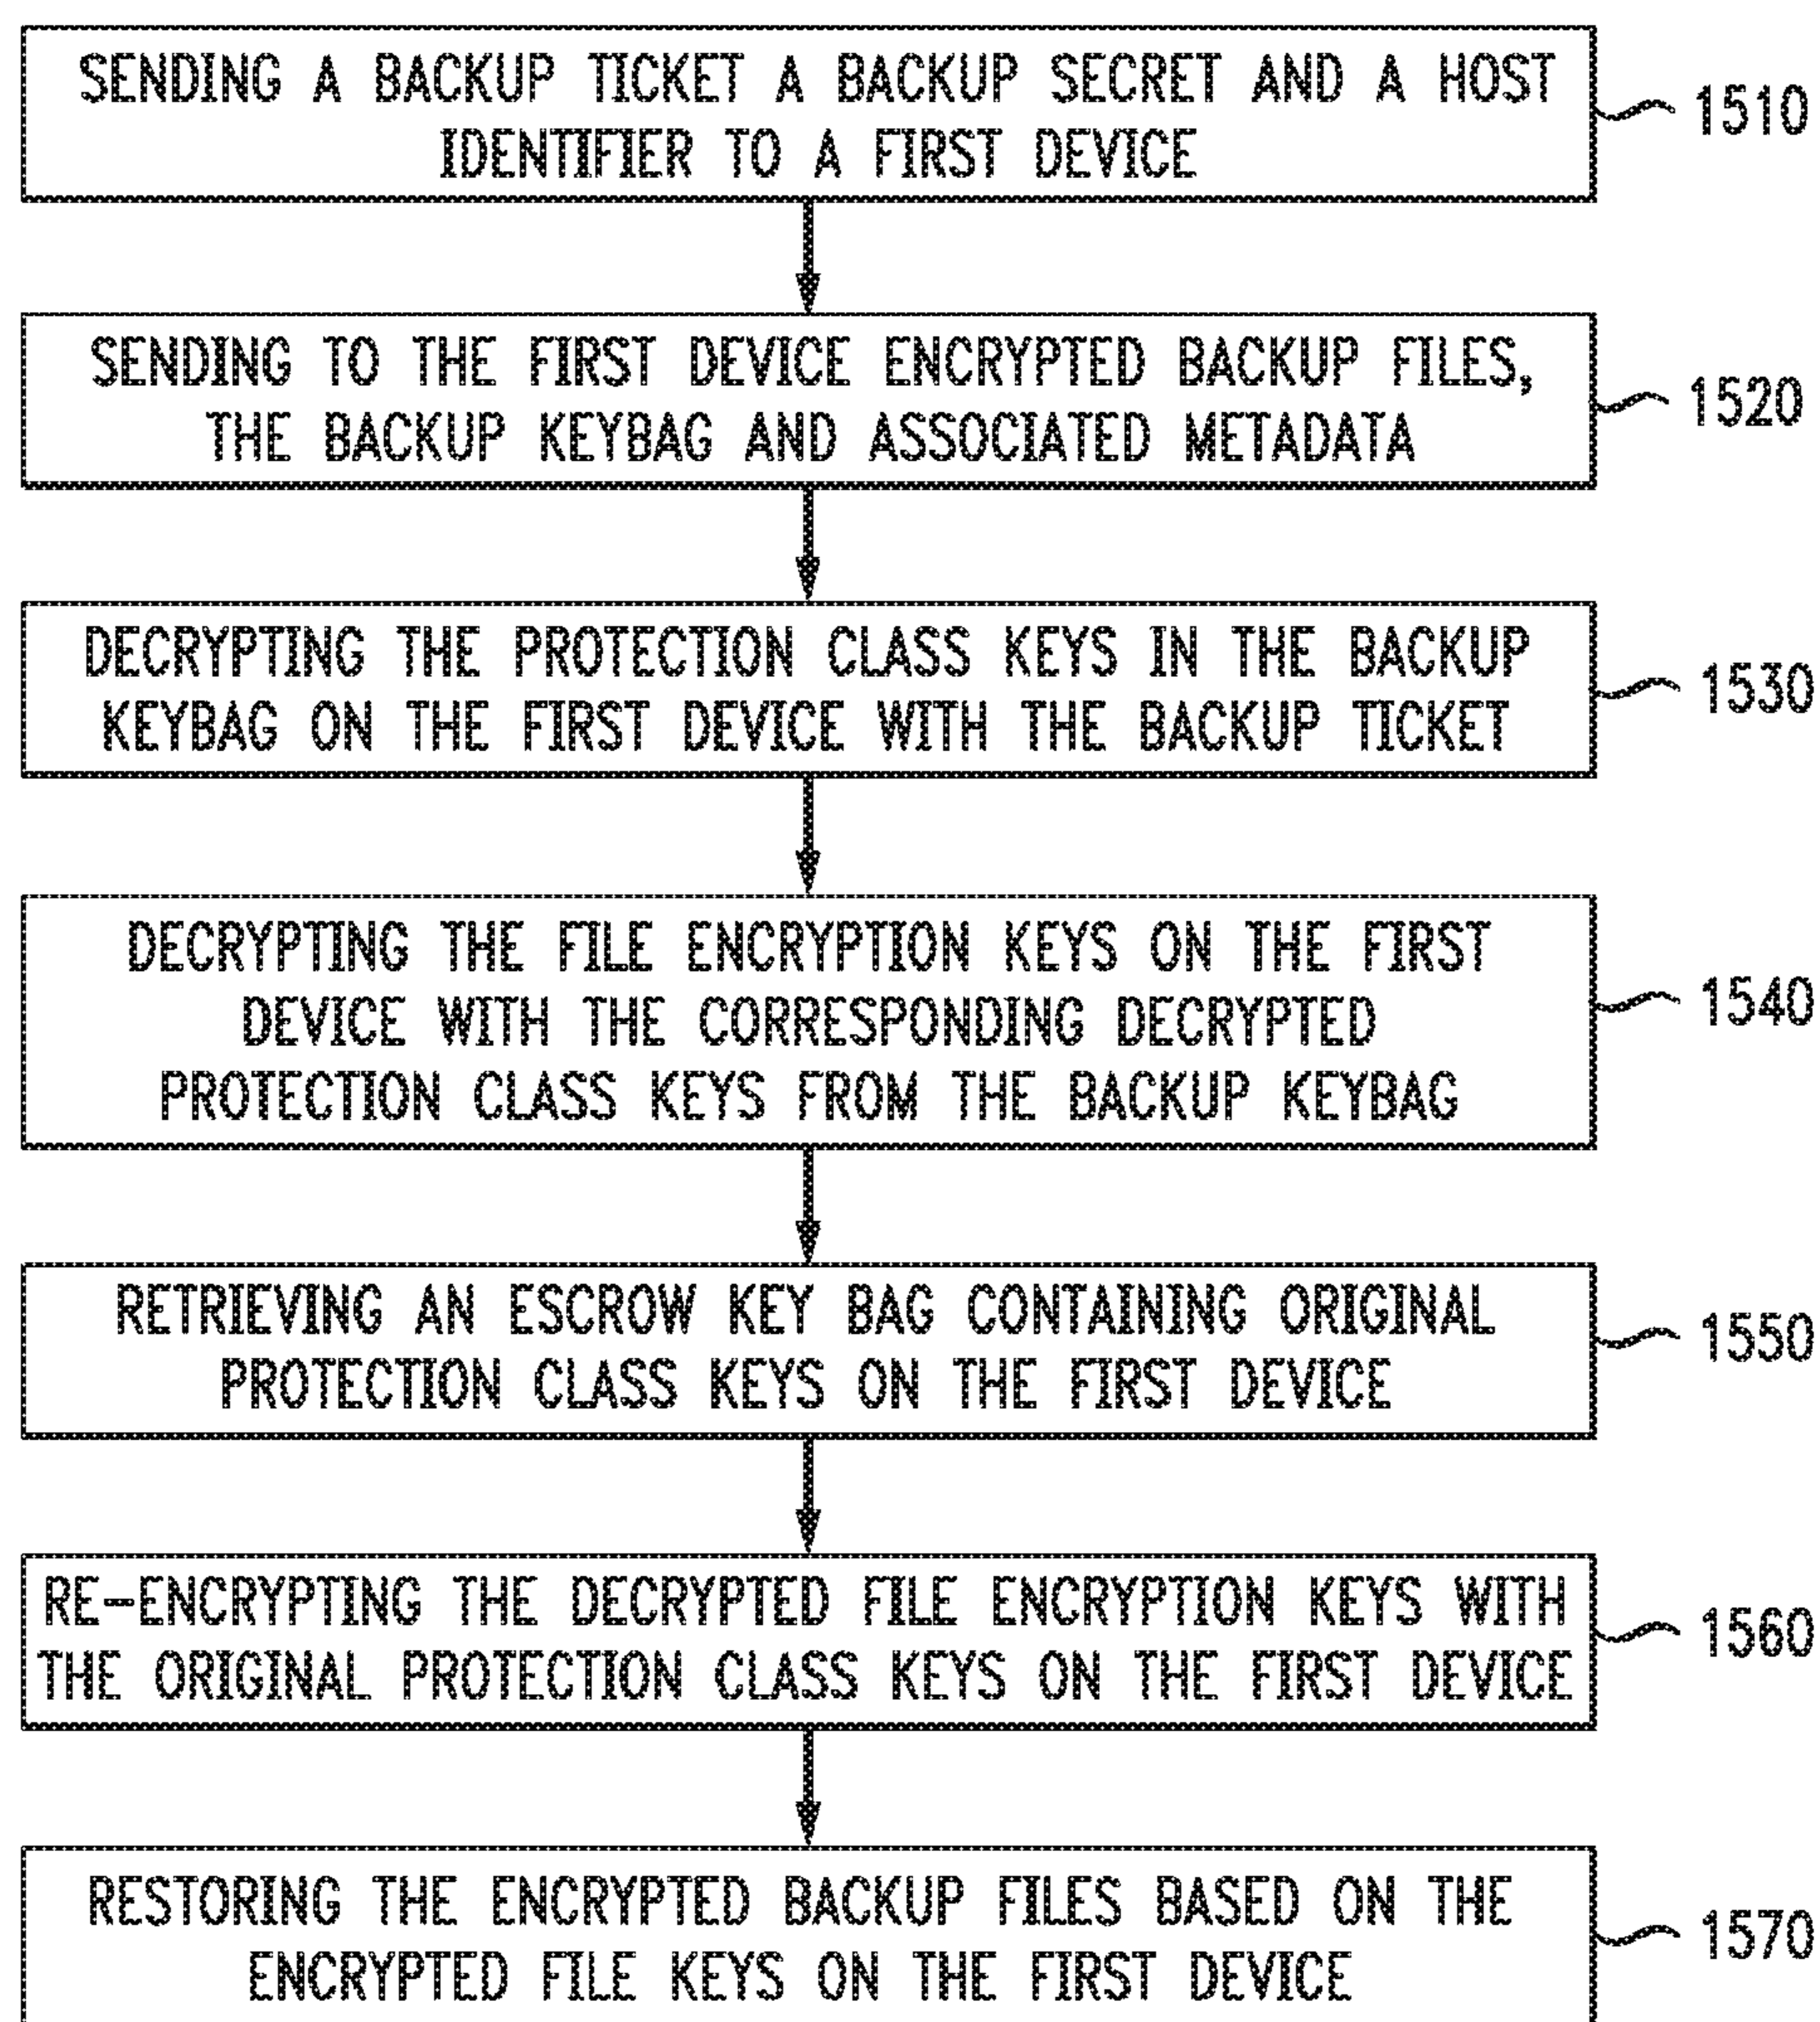 SENDING A BACKUP TICKET A BACKUP SECRET AND A HOST
IDENTIFIER TO A FIRST DEVICE
1510
SENDING TO THE FIRST DEVICE ENCRYPTED BACKUP FILES,
THE BACKUP KEYBAG AND ASSOCIATED METADATA
1520
DECRYPTING THE PROTECTION CLASS KEYS IN THE BACKUP
KEYBAG ON THE FIRST DEVICE WITH THE BACKUP TICKET
1530
DECRYPTING THE FILE ENCRYPTION KEYS ON THE FIRST
DEVICE WITH THE CORRESPONDING DECRYPTED
PROTECTION CLASS KEYS FROM THE BACKUP KEYBAG
1540
RETRIEVING AN ESCROW KEY BAG CONTAINING ORIGINAL
PROTECTION CLASS KEYS ON THE FIRST DEVICE
1550
RE-ENCRYPTING THE DECRYPTED FILE ENCRYPTION KEYS WITH
THE ORIGINAL PROTECTION CLASS KEYS ON THE FIRST DEVICE
1560
RESTORING THE ENCRYPTED BACKUP FILES BASED ON THE
ENCRYPTED FILE KEYS ON THE FIRST DEVICE
1570